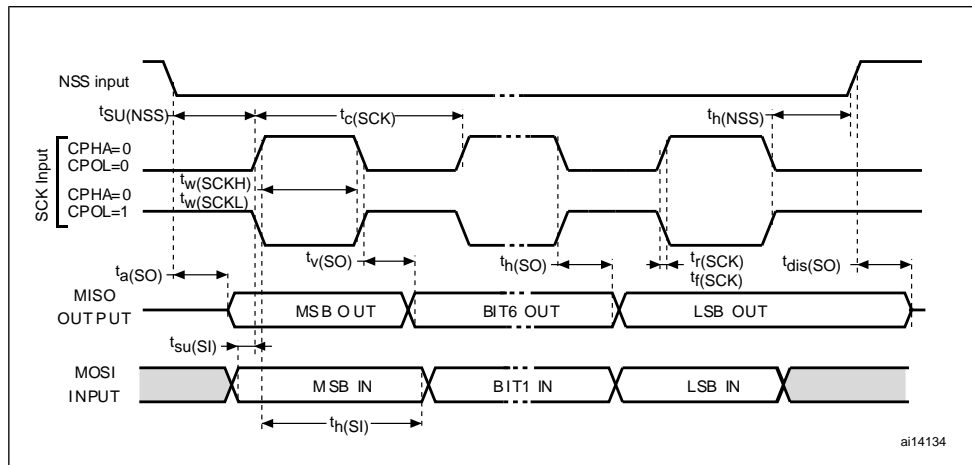 NSS input
tSU(NSS)
tc(SCK)
th(NSS)
SCK Input
CPHA=0
CPOL=0
CPHA=0
CPOL=1
tw(SCKH)
tw(SCKL)
ta(SO)
tv(SO)
th(SO)
tr(SCK)
tf(SCK)
tdis(SO)
MISO
OUTPUT
MSB OUT
BIT6 OUT
LSB OUT
tsu(SI)
MOSI
INPUT
MSB IN
BIT1 IN
LSB IN
th(SI)
ai14134